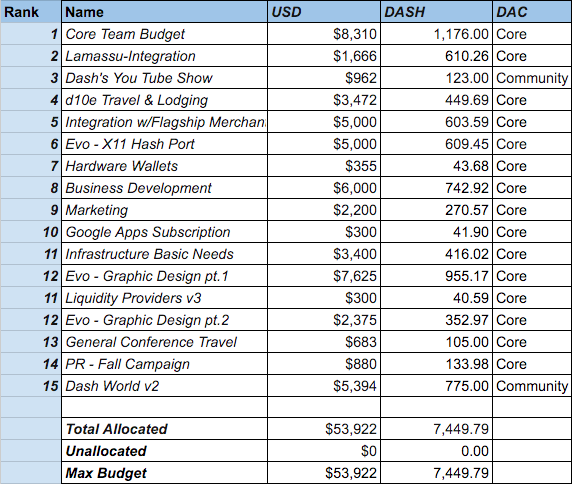 Rank Name USD DASH DAC
1 Core Team Budget $8,310 1,176.00 Core
2 Lamassu-Integration $1,666 610.26 Core
3 Dash's You Tube Show $962 123.00 Community
4 d10e Travel & Lodging $3,472 449.69 Core
5 Integration w/Flagship Merchan $5,000 603.59 Core
6 Evo - X11 Hash Port $5,000 609.45 Core
7 Hardware Wallets $355 43.68 Core
8 Business Development $6,000 742.92 Core
9 Marketing $2,200 270.57 Core
10 Google Apps Subscription $300 41.90 Core
11 Infrastructure Basic Needs $3,400 416.02 Core
12 Evo - Graphic Design pt.1 $7,625 955.17 Core
11 Liquidity Providers v3 $300 40.59 Core
12 Evo - Graphic Design pt.2 $2,375 352.97 Core
13 General Conference Travel $683 105.00 Core
14 PR - Fall Campaign $880 133.98 Core
15 Dash World v2 $5,394 775.00 Community
Total Allocated $53,922 7,449.79
Unallocated $0 0.00
Max Budget $53,922 7,449.79